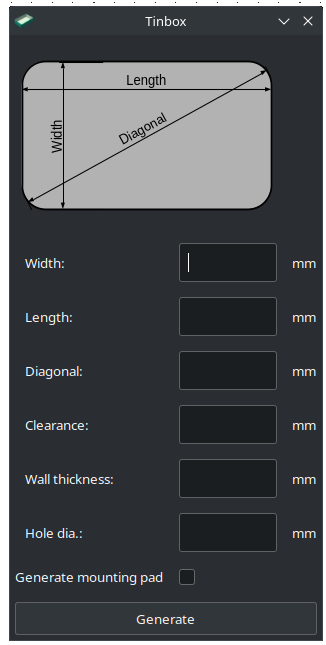 Tinbox
Length
Width
Diagonal
Width: mm
Length: mm
Diagonal: mm
Clearance: mm
Wall thickness: mm
Hole dia.: mm
Generate mounting pad
Generate